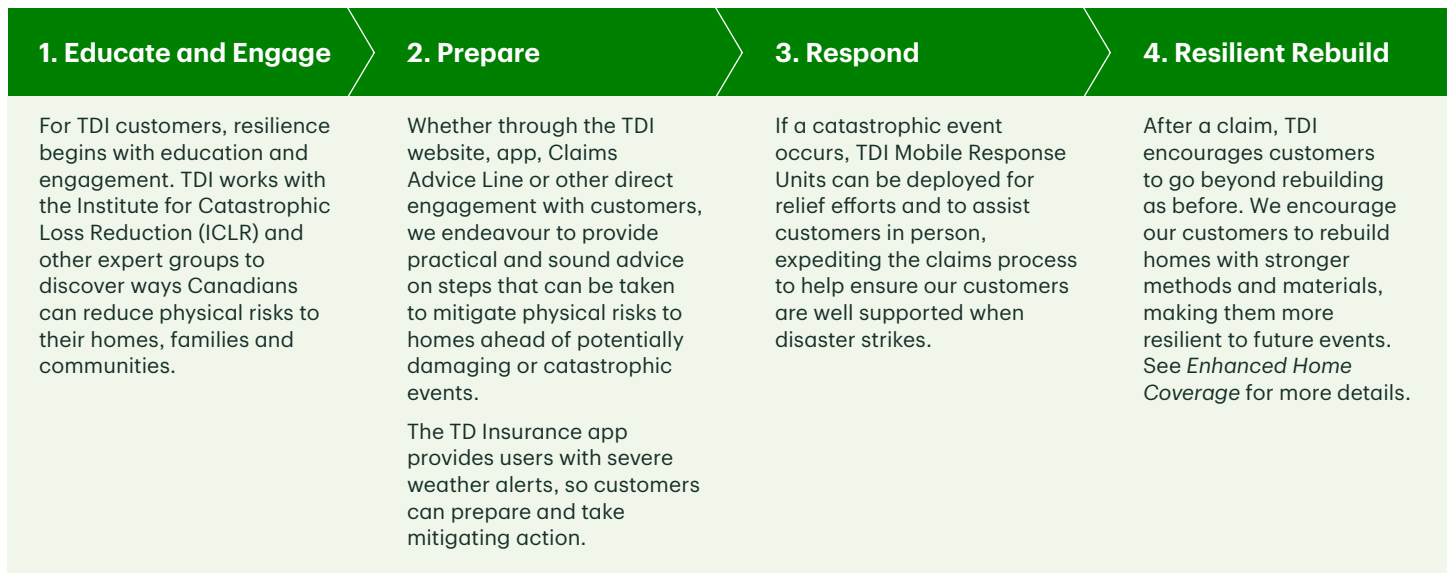 1. Educate and Engage
For TDI customers, resilience
begins with education and
engagement. TDI works with
the Institute for Catastrophic
Loss Reduction (ICLR) and
other expert groups to
discover ways Canadians
can reduce physical risks to
their homes, families and
communities.
2. Prepare
Whether through the TDI
website, app, Claims
Advice Line or other direct
engagement with customers,
we endeavour to provide
practical and sound advice
on steps that can be taken
to mitigate physical risks to
homes ahead of potentially
damaging or catastrophic
events.
The TD Insurance app
provides users with severe
weather alerts, so customers
can prepare and take
mitigating action.
3. Respond
If a catastrophic event
occurs, TDI Mobile Response
Units can be deployed for
relief efforts and to assist
customers in person,
expediting the claims process
to help ensure our customers
are well supported when
disaster strikes.
4. Resilient Rebuild
After a claim, TDI
encourages customers
to go beyond rebuilding
as before. We encourage
our customers to rebuild
homes with stronger
methods and materials,
making them more
resilient to future events.
See Enhanced Home
Coverage for more details.